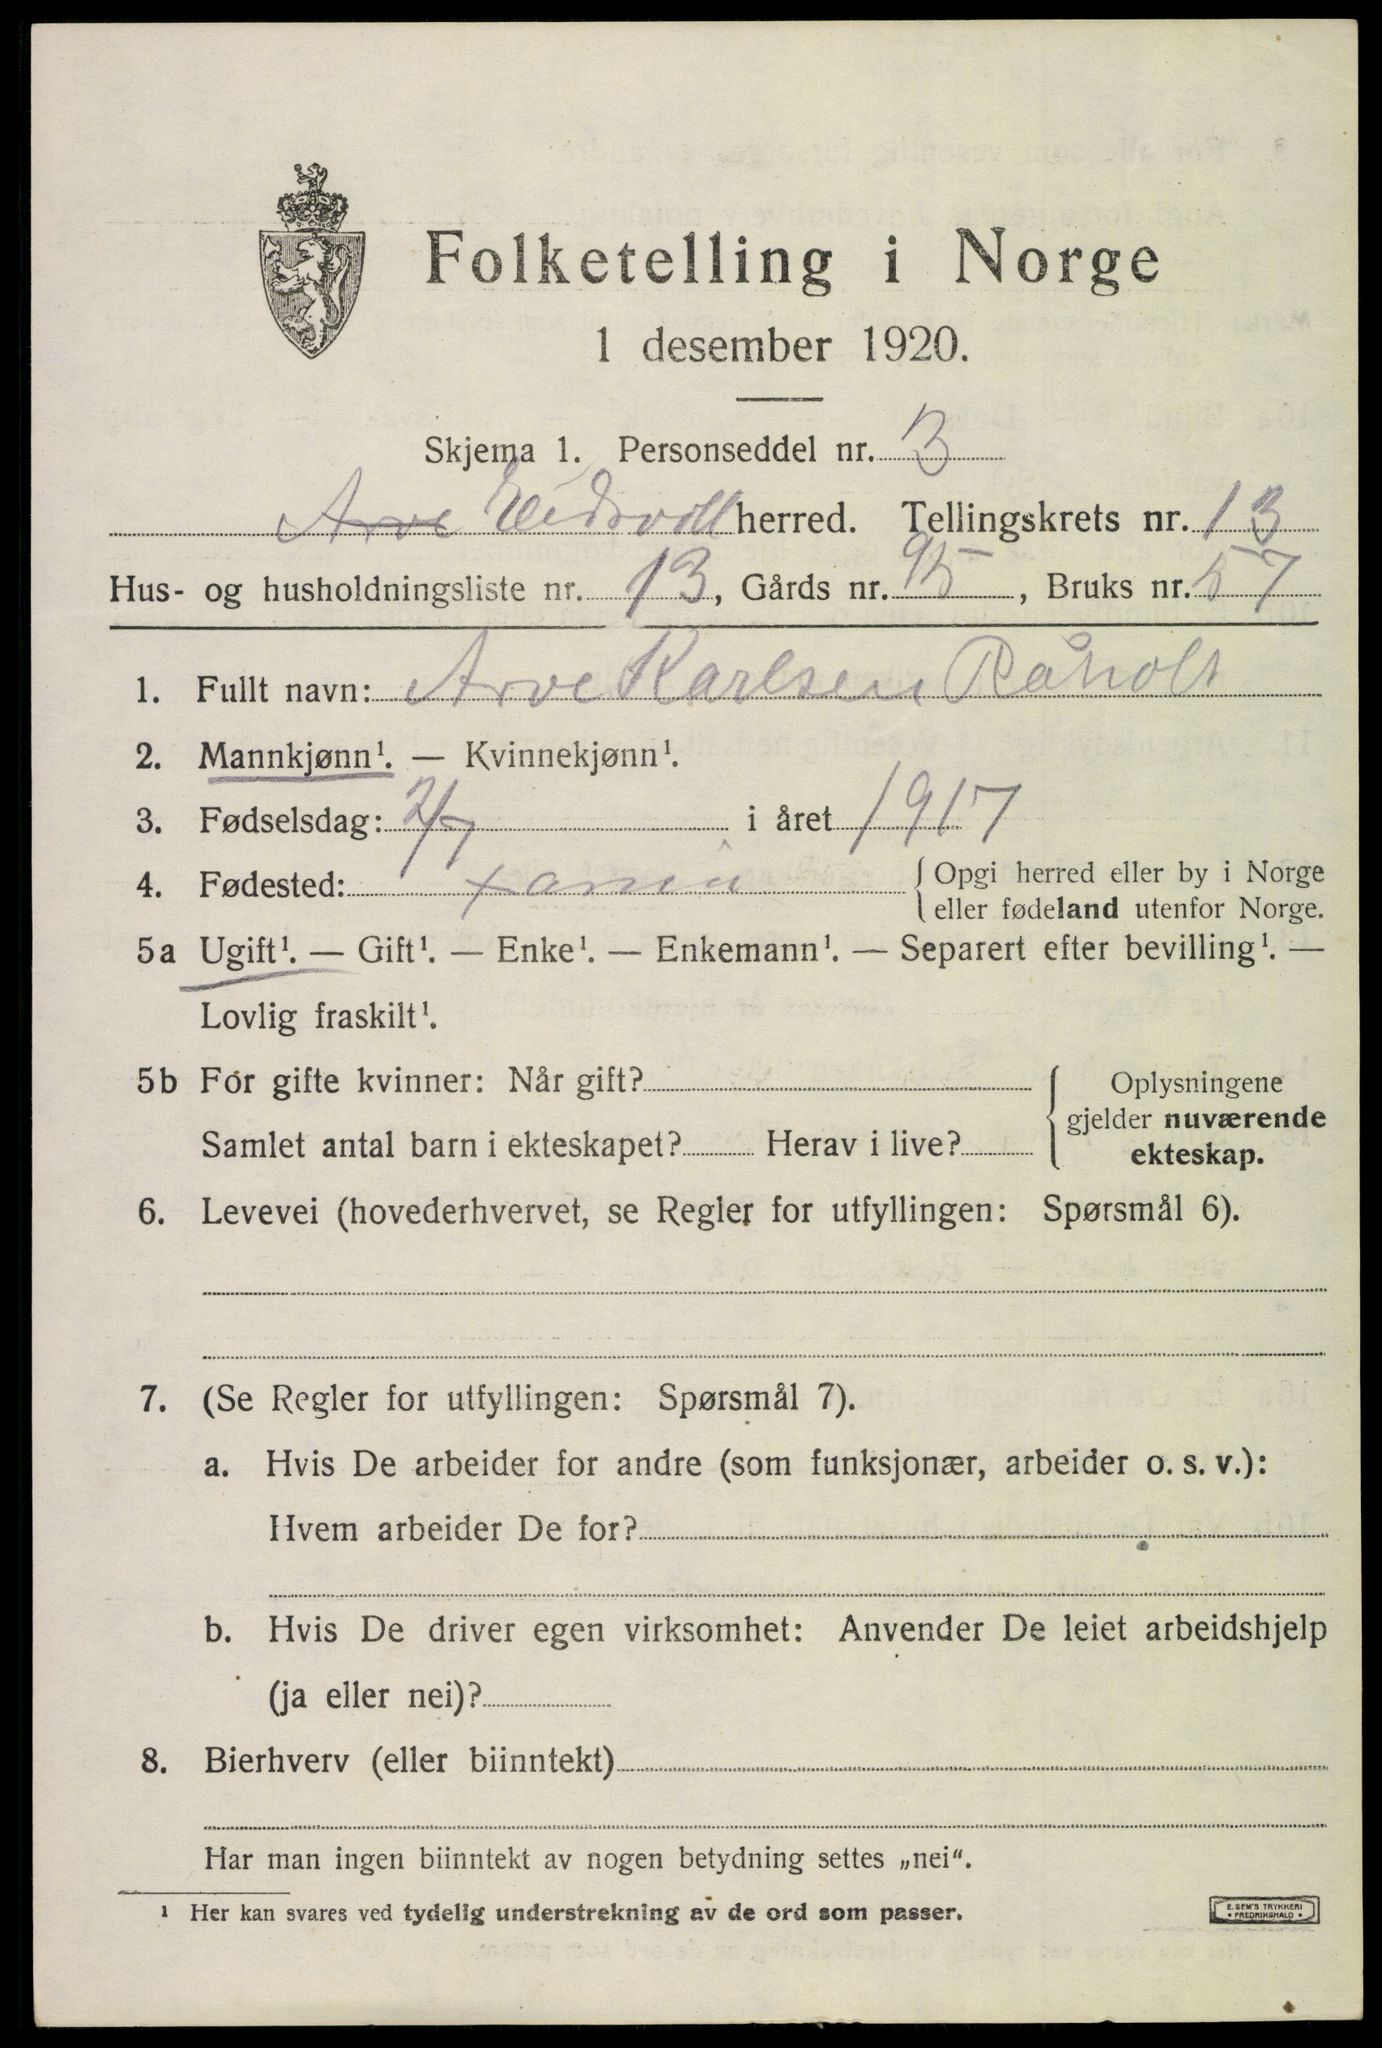 Folketelling i Norge
1 desember 1920.
Skjema 1. Personseddel nr. 3
Arve Eidsvoll herred. Tellingskrets nr. 13
Hus- og husholdningsliste nr. 13, Gårds nr. 95, Bruks nr. 57
1. Fullt navn: Arve Karlsen Råholt
2. Mannkjønn¹. — Kvinnekjønn¹.
3. Fødselsdag: 2/7 i året 1917
4. Fødested: { Opgi herred eller by i Norge
eller fødeland utenfor Norge.
5a Ugift¹. — Gift¹. — Enke¹. — Enkemann¹. — Separert efter bevilling¹. —
Lovlig fraskilt¹.
5b For gifte kvinner: Når gift? { Oplysningene
gjelder nuværende
Samlet antal barn i ekteskapet? Herav i live? ekteskap.
6. Levevei (hovederhvervet, se Regler for utfyllingen: Spørsmål 6).
7. (Se Regler for utfyllingen: Spørsmål 7).
a. Hvis De arbeider for andre (som funksjonær, arbeider o. s. v.):
Hvem arbeider De for?
b. Hvis De driver egen virksomhet: Anvender De leiet arbeidshjelp
(ja eller nei)?
8. Bierhverv (eller biinntekt)
Har man ingen biinntekt av nogen betydning settes „nei".
¹ Her kan svares ved tydelig understrekning av de ord som passer.
E. SEM'S TRYKKERI
FREDRIKSHALD